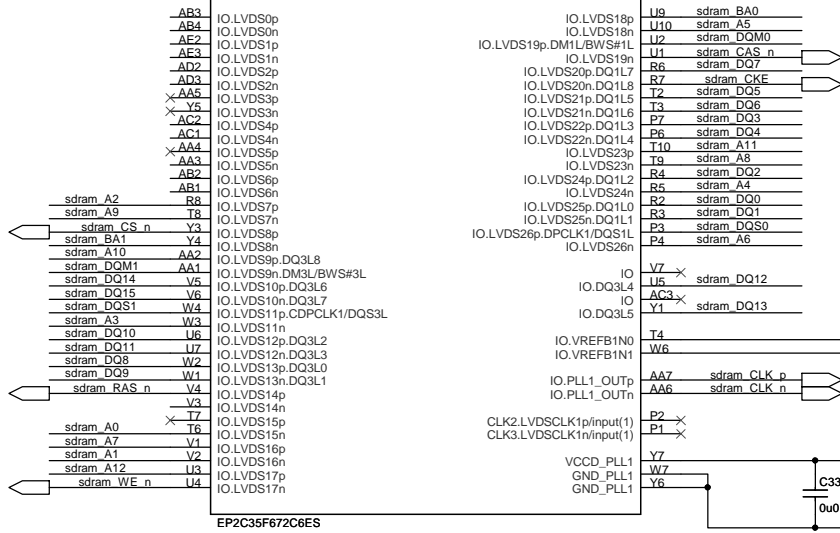 AB3 IO.LVDS0p
AB4 IO.LVDS0n
AE2 IO.LVDS1p
AE3 IO.LVDS1n
AD2 IO.LVDS2p
AD3 IO.LVDS2n
AA5 IO.LVDS3p
Y5 IO.LVDS3n
AC2 IO.LVDS4p
AC1 IO.LVDS4n
AA4 IO.LVDS5p
AA3 IO.LVDS5n
AB2 IO.LVDS6p
AB1 IO.LVDS6n
sdram_A2 R8 IO.LVDS7p
sdram_A9 T8 IO.LVDS7n
sdram_CS_n Y3 IO.LVDS8p
sdram_BA1 Y4 IO.LVDS8n
sdram_A10 AA2 IO.LVDS9p.DQ3L8
sdram_DQM1 AA1 IO.LVDS9n.DM3L/BWS#3L
sdram_DQ14 V5 IO.LVDS10p.DQ3L6
sdram_DQ15 V6 IO.LVDS10n.DQ3L7
sdram_DQS1 W4 IO.LVDS11p.CDPCLK1/DQS3L
sdram_A3 W3 IO.LVDS11n
sdram_DQ10 U6 IO.LVDS12p.DQ3L2
sdram_DQ11 U7 IO.LVDS12n.DQ3L3
sdram_DQ8 W2 IO.LVDS13p.DQ3L0
sdram_DQ9 W1 IO.LVDS13n.DQ3L1
sdram_RAS_n V4 IO.LVDS14p
V3 IO.LVDS14n
T7 IO.LVDS15p
sdram_A0 T6 IO.LVDS15n
sdram_A7 V1 IO.LVDS16p
sdram_A1 V2 IO.LVDS16n
sdram_A12 U3 IO.LVDS17p
sdram_WE_n U4 IO.LVDS17n
IO.LVDS18p U9 sdram_BA0
IO.LVDS18n U10 sdram_A5
IO.LVDS19p.DM1L/BWS#1L U2 sdram_DQM0
IO.LVDS19n U1 sdram_CAS_n
IO.LVDS20p.DQ1L7 R6 sdram_DQ7
IO.LVDS20n.DQ1L8 R7 sdram_CKE
IO.LVDS21p.DQ1L5 T2 sdram_DQ5
IO.LVDS21n.DQ1L6 T3 sdram_DQ6
IO.LVDS22p.DQ1L3 P7 sdram_DQ3
IO.LVDS22n.DQ1L4 P6 sdram_DQ4
IO.LVDS23p T10 sdram_A11
IO.LVDS23n T9 sdram_A8
IO.LVDS24p.DQ1L2 R4 sdram_DQ2
IO.LVDS24n R5 sdram_A4
IO.LVDS25p.DQ1L0 R2 sdram_DQ0
IO.LVDS25n.DQ1L1 R3 sdram_DQ1
IO.LVDS26p.DPCLK1/DQS1L P3 sdram_DQS0
IO.LVDS26n P4 sdram_A6
IO V7
IO.DQ3L4 U5 sdram_DQ12
IO AC3
IO.DQ3L5 Y1 sdram_DQ13
IO.VREFB1N0 T4
IO.VREFB1N1 W6
IO.PLL1_OUTp AA7 sdram_CLK_p
IO.PLL1_OUTn AA6 sdram_CLK_n
CLK2.LVDSCLK1p/input(1) P2
CLK3.LVDSCLK1n/input(1) P1
VCCD_PLL1 Y7
GND_PLL1 W7
GND_PLL1 Y6
C33
0u0
EP2C35F672C6ES